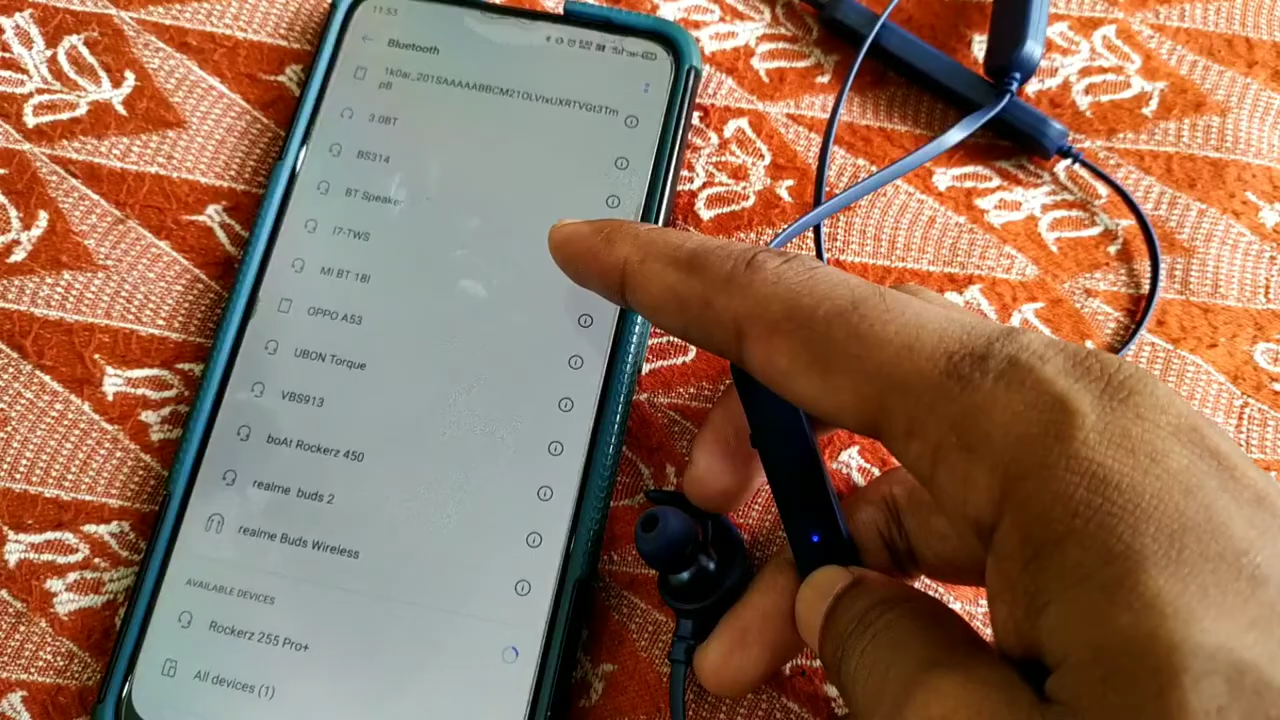 11:53
Bluetooth
pB
3.0BT
BS314
BT Speaker
I7-TWS
MI BT 18I
OPPO A53
UBON Torque
VBS913
boAt Rockerz 450
realme buds 2
realme Buds Wireless
AVAILABLE DEVICES
Rockerz 255 Pro+
All devices (1)